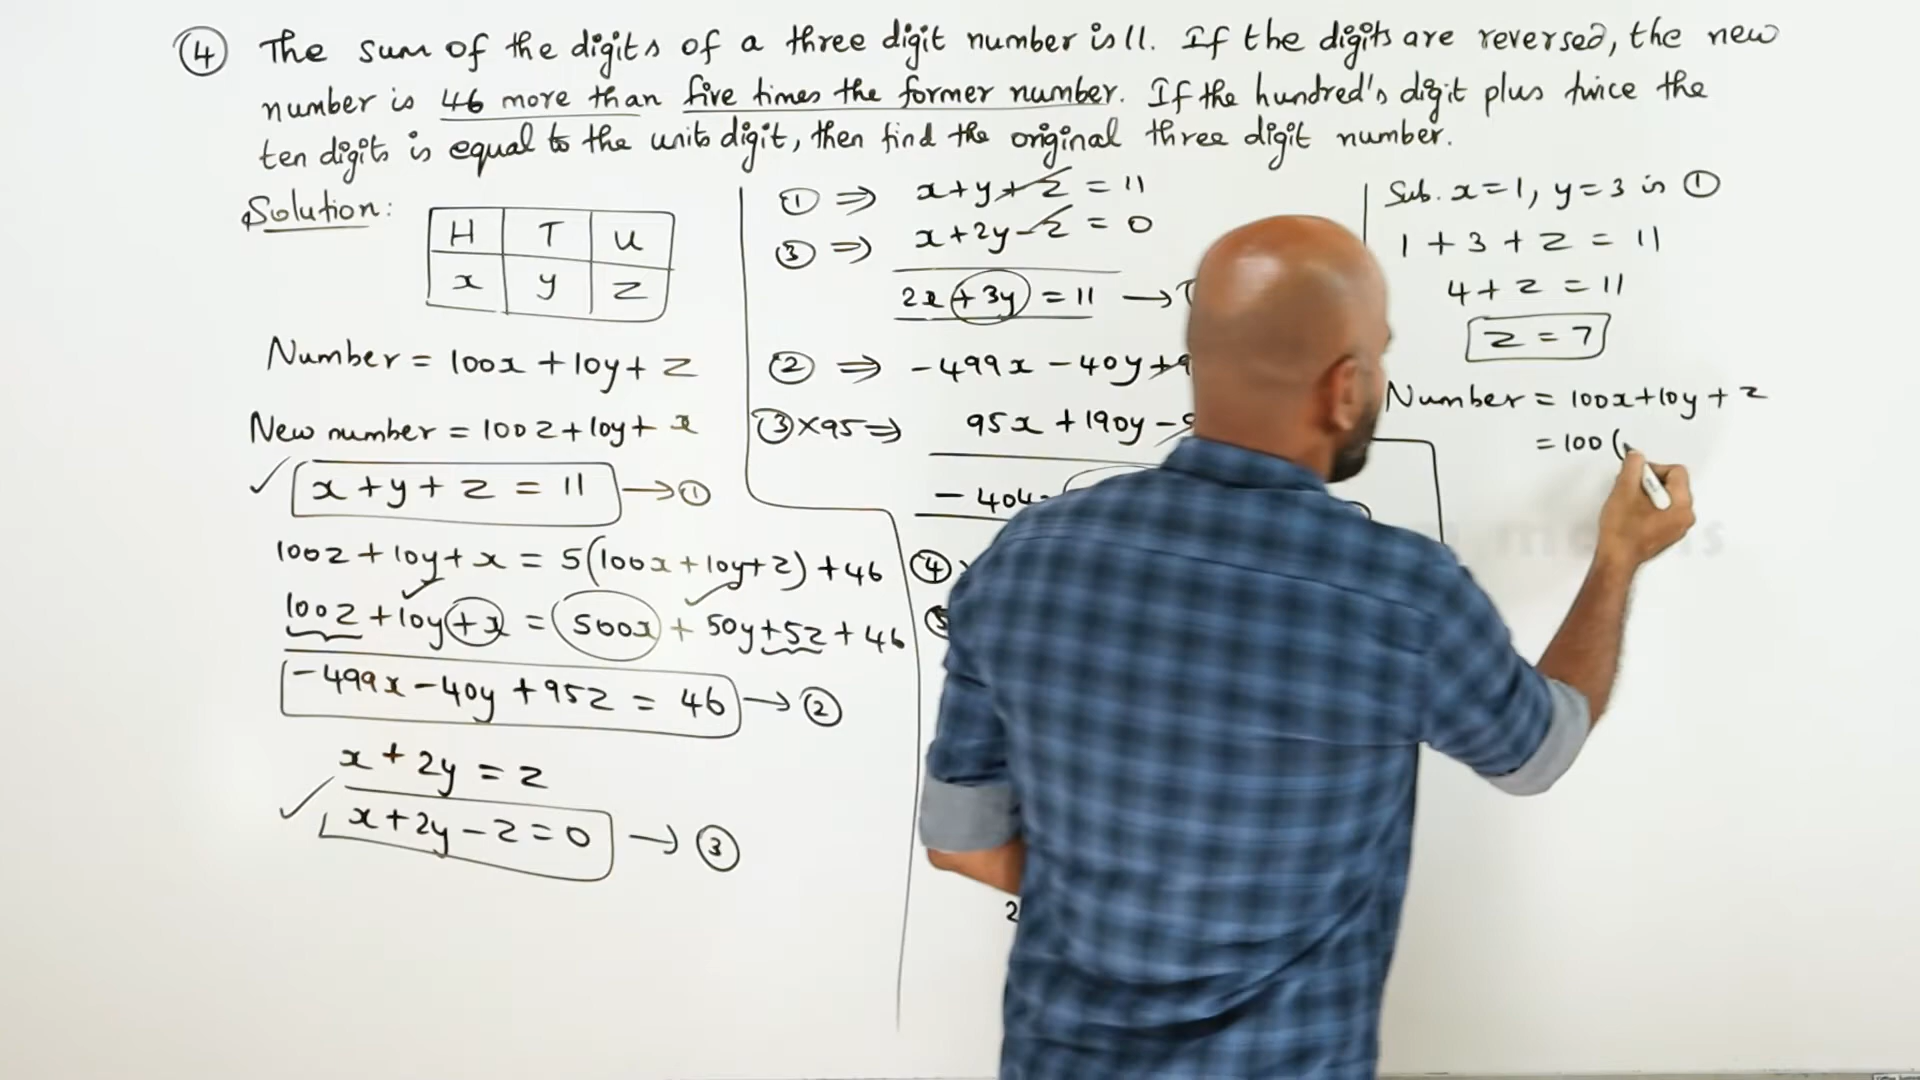 ④ The sum of the digits of a three digit number is 11. If the digits are reversed, the new
number is 46 more than five times the former number. If the hundred's digit plus twice the
ten digits is equal to the units digit, then find the original three digit number.
Solution:
H T U
x y z
Number = 100x + 10y + z
New number = 100z + 10y + x
x + y + z = 11 → ①
100z + 10y + x = 5(100x + 10y + z) + 46
100z + 10y + x = 500x + 50y + 5z + 46
-499x - 40y + 95z = 46 → ②
x + 2y = z
x + 2y - z = 0 → ③
① ⇒ x + y + z = 11
③ ⇒ x + 2y - z = 0
2x + 3y = 11 →
② ⇒ -499x - 40y + 9
③ × 95 ⇒ 95x + 190y - 9
- 404
④
⑤
2
Sub. x = 1, y = 3 in ①
1 + 3 + z = 11
4 + z = 11
z = 7
Number = 100x + 10y + z
= 100 (